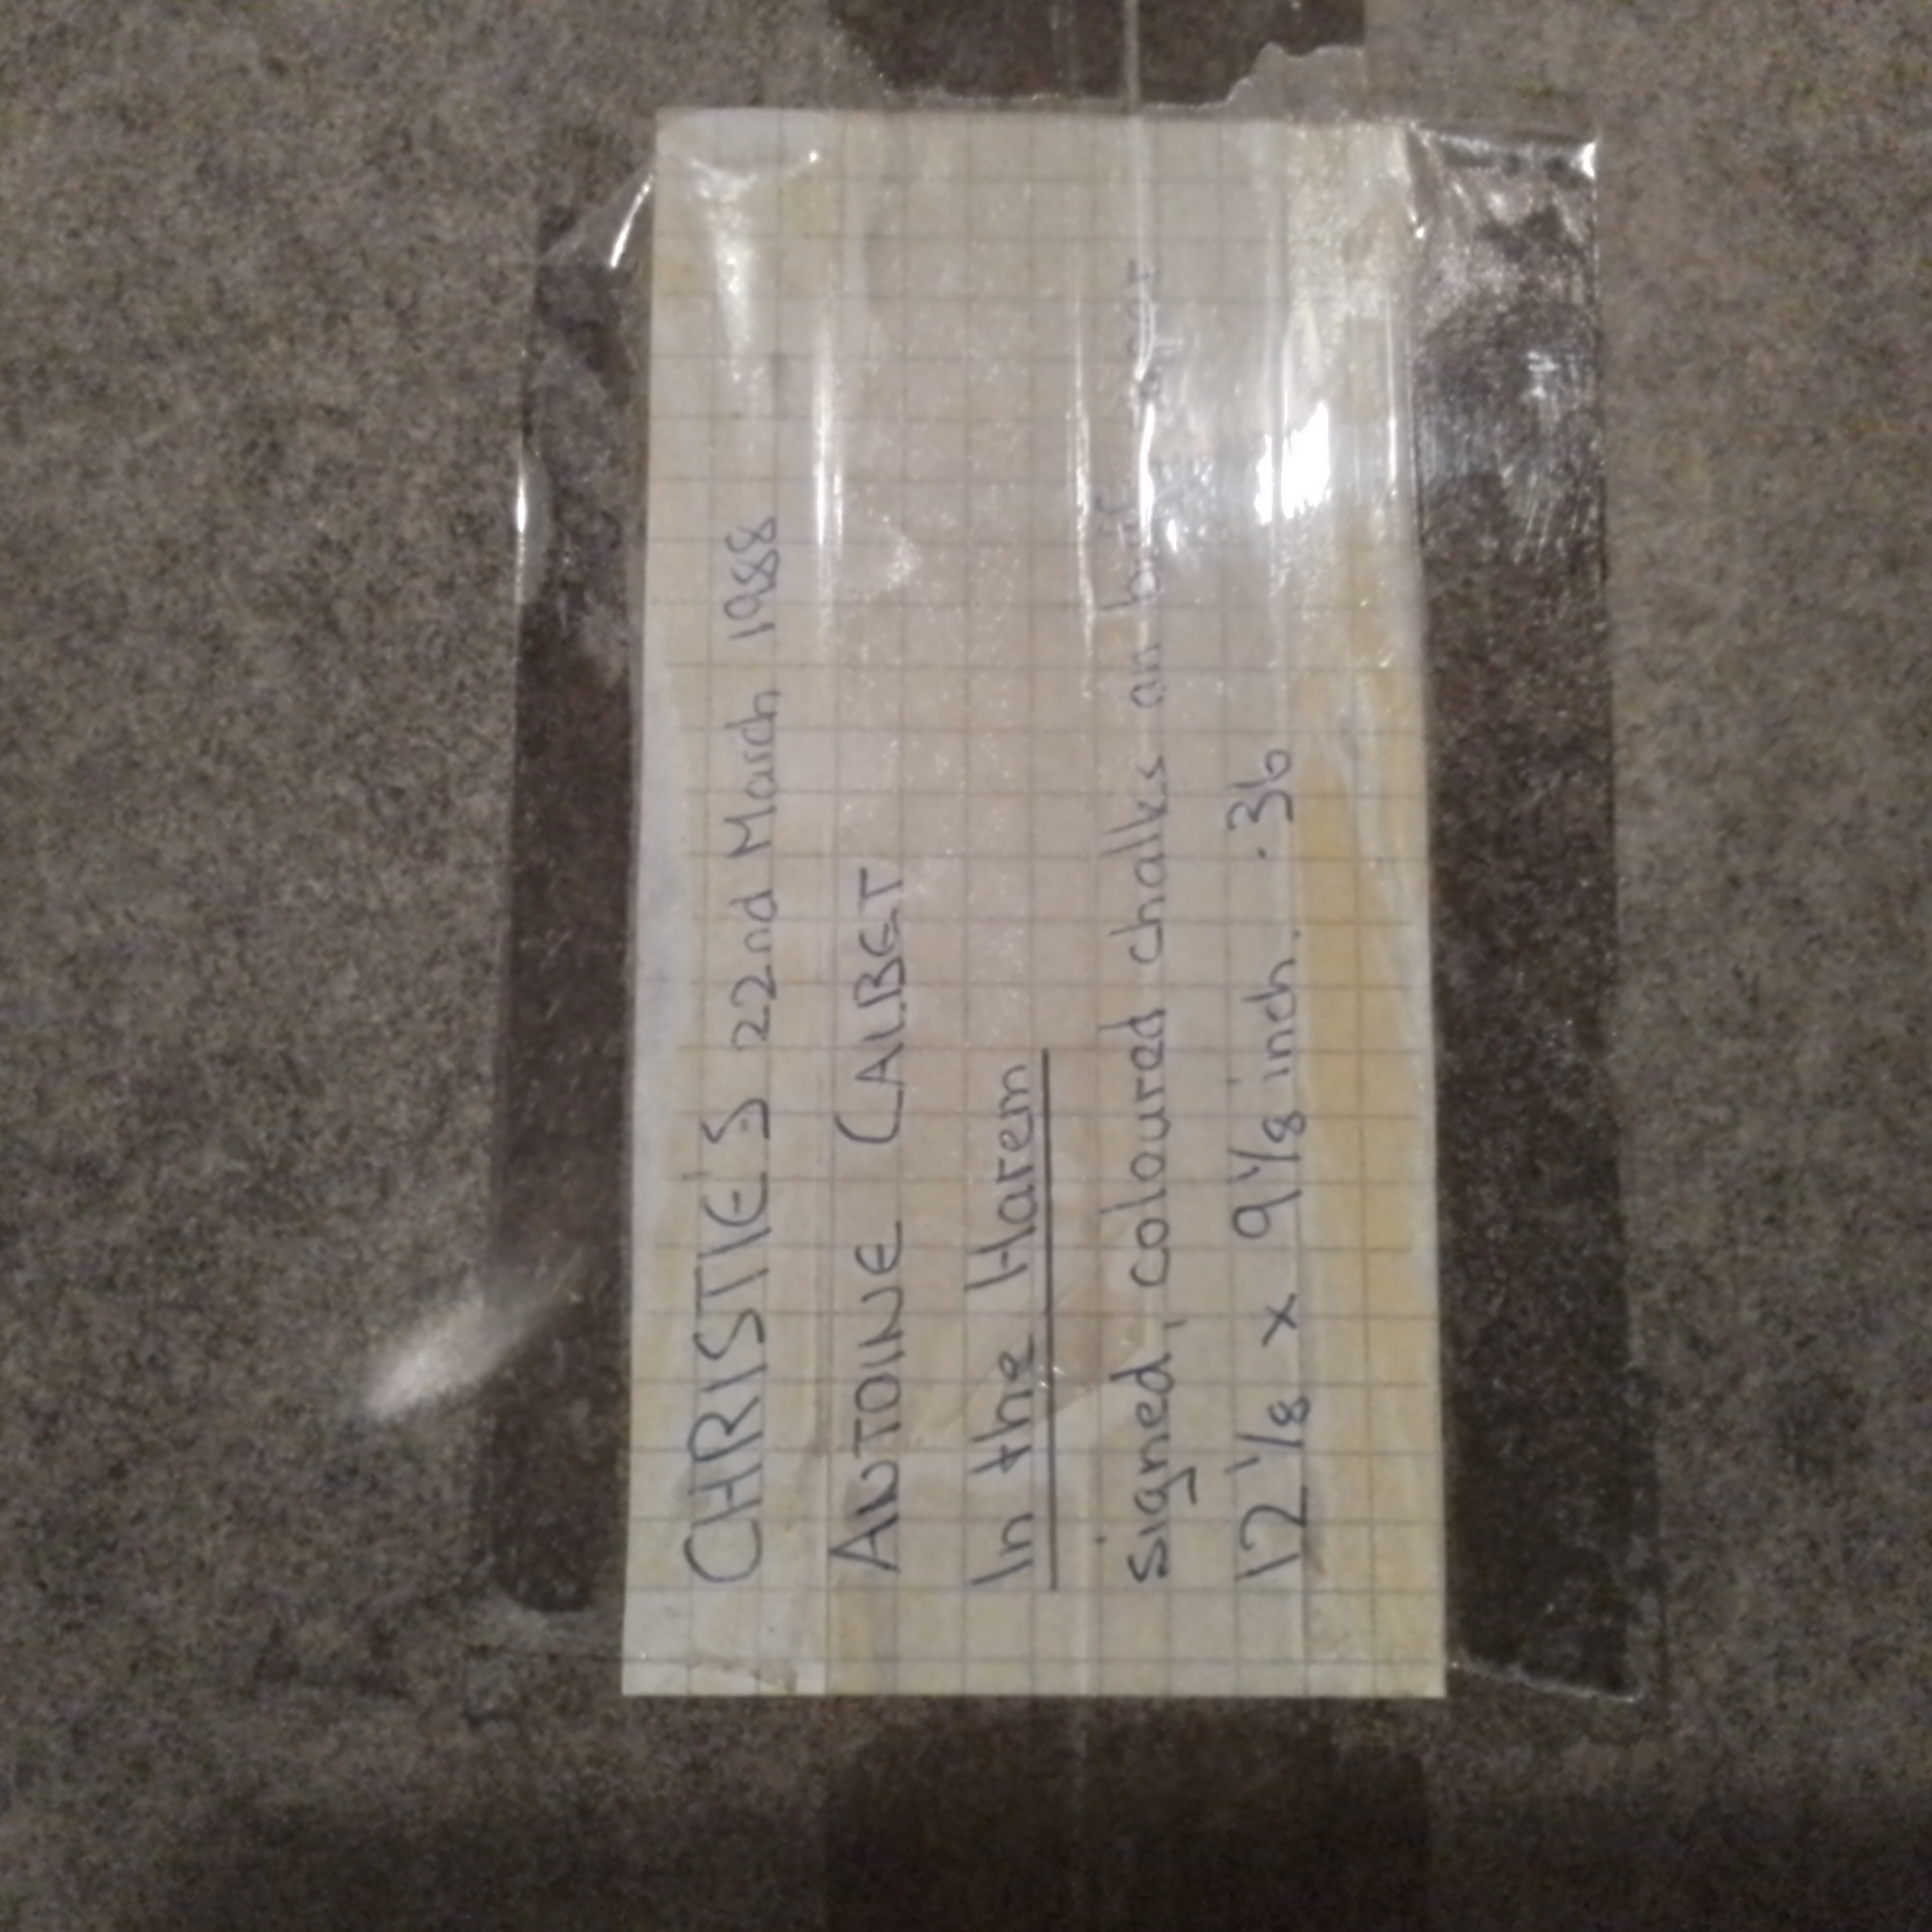 CHRISTIE'S 22nd March 1988
ANTOINE CALBET
In the Harem
Signed, coloured chalks on buff
12 1/8 x 9 1/8 inch. .36